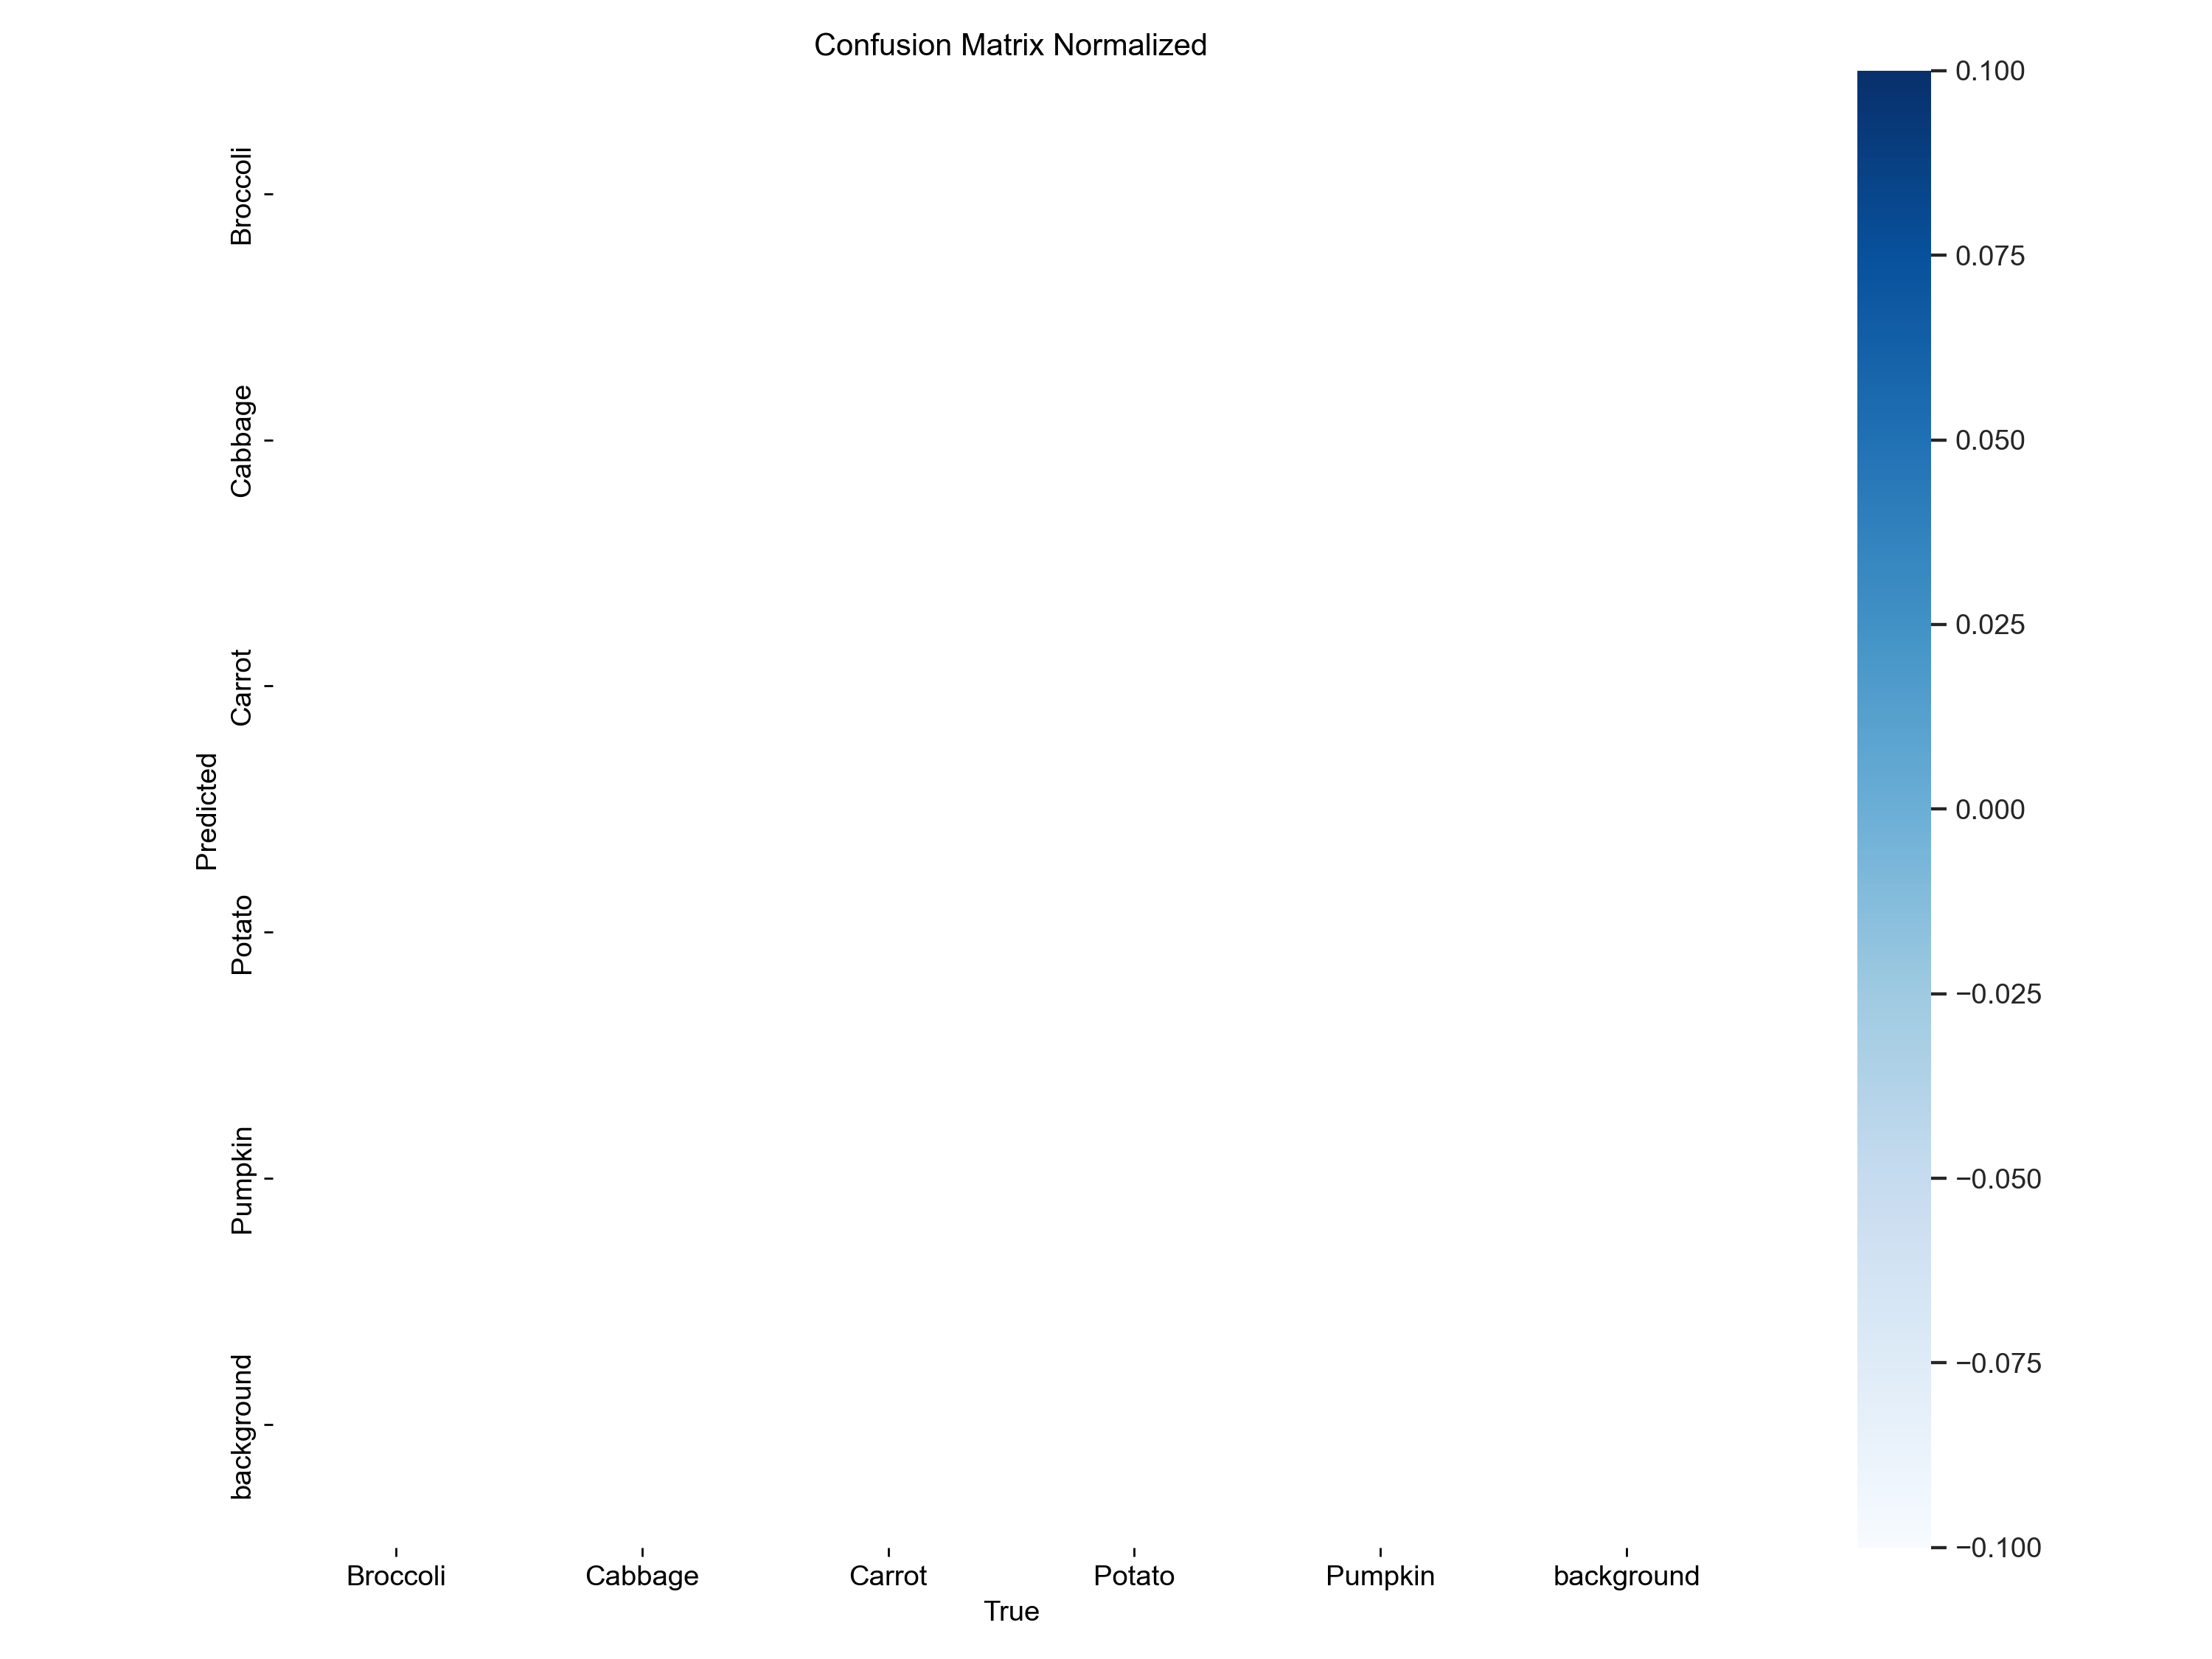 Confusion Matrix Normalized
Predicted
Broccoli
Cabbage
Carrot
Potato
Pumpkin
background
Broccoli Cabbage Carrot Potato Pumpkin background
True
0.100
0.075
0.050
0.025
0.000
−0.025
−0.050
−0.075
−0.100